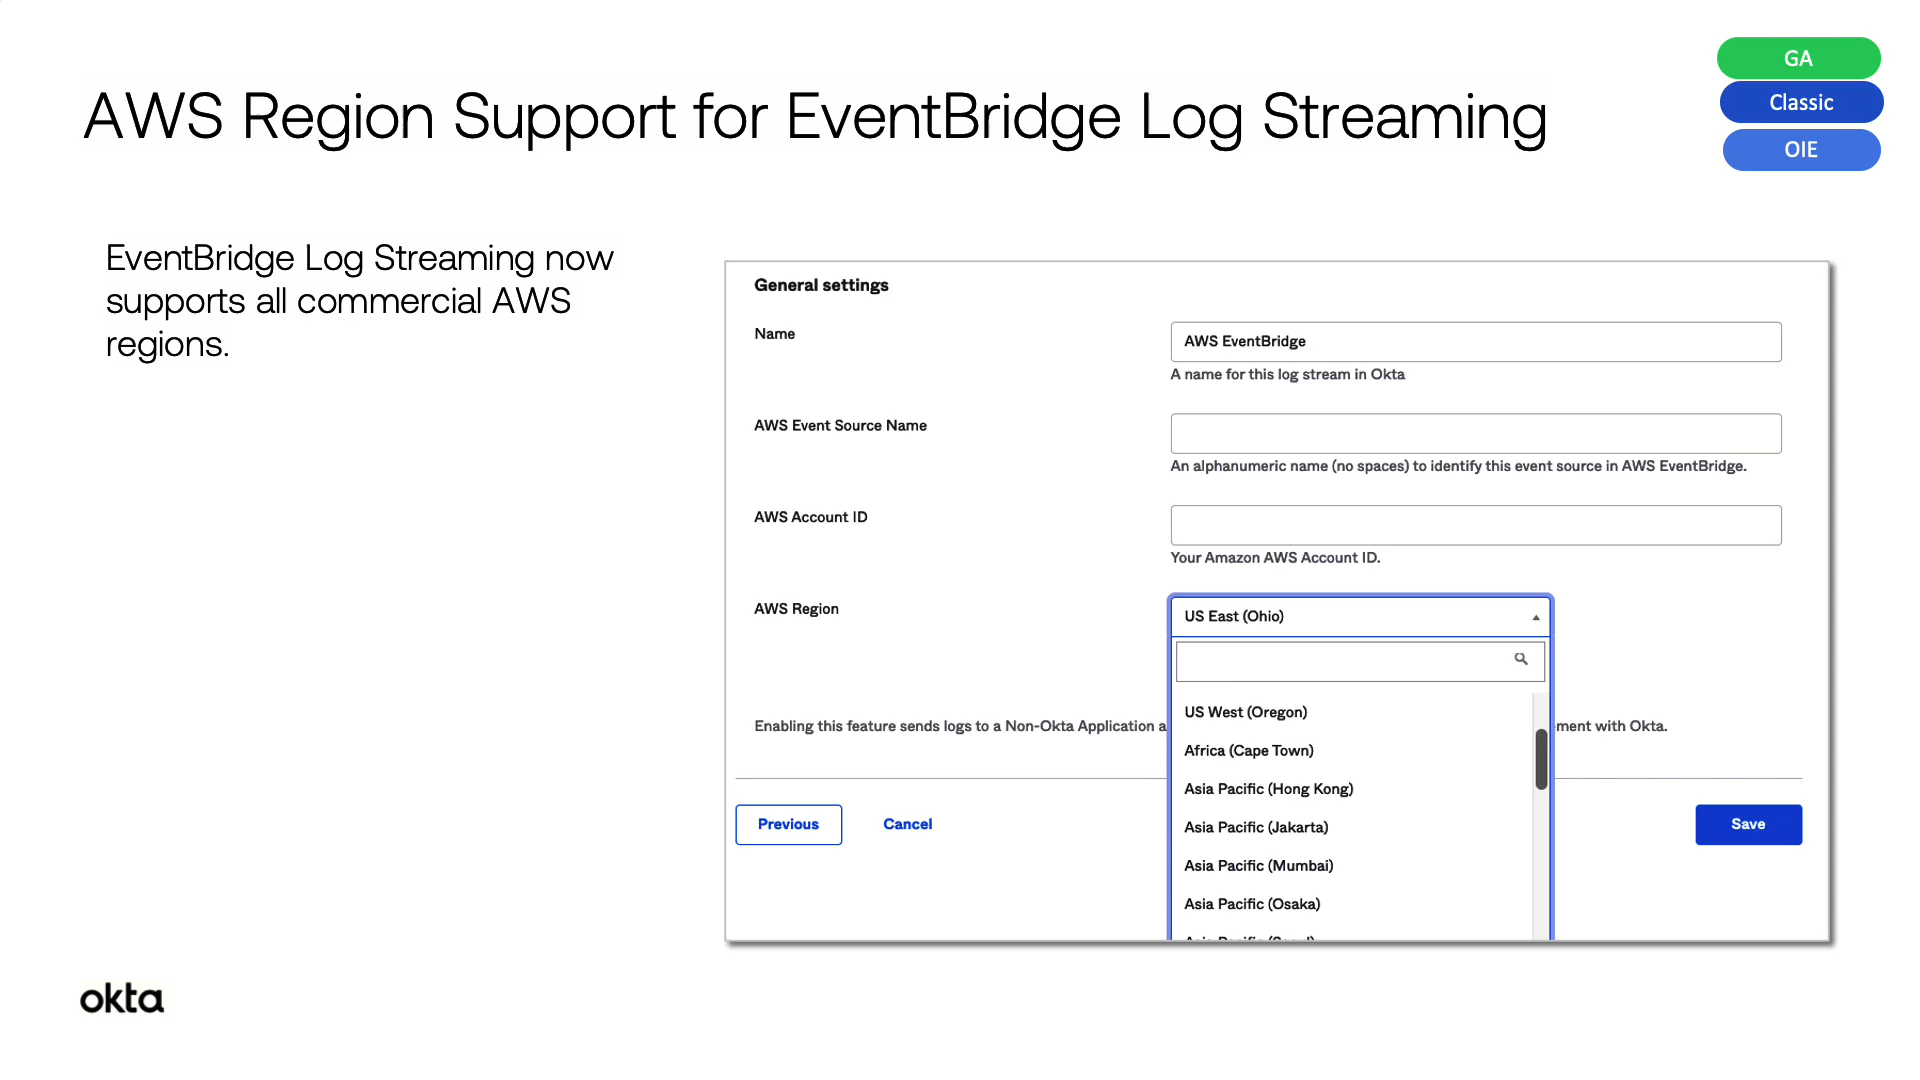 GA
Classic
OIE
AWS Region Support for EventBridge Log Streaming
EventBridge Log Streaming now
supports all commercial AWS
regions.
General settings
Name
AWS EventBridge
A name for this log stream in Okta
AWS Event Source Name
An alphanumeric name (no spaces) to identify this event source in AWS EventBridge.
AWS Account ID
Your Amazon AWS Account ID.
AWS Region
US East (Ohio)
US West (Oregon)
Enabling this feature sends logs to a Non-Okta Application a
ment with Okta.
Africa (Cape Town)
Asia Pacific (Hong Kong)
Asia Pacific (Jakarta)
Asia Pacific (Mumbai)
Asia Pacific (Osaka)
Previous
Cancel
Save
okta